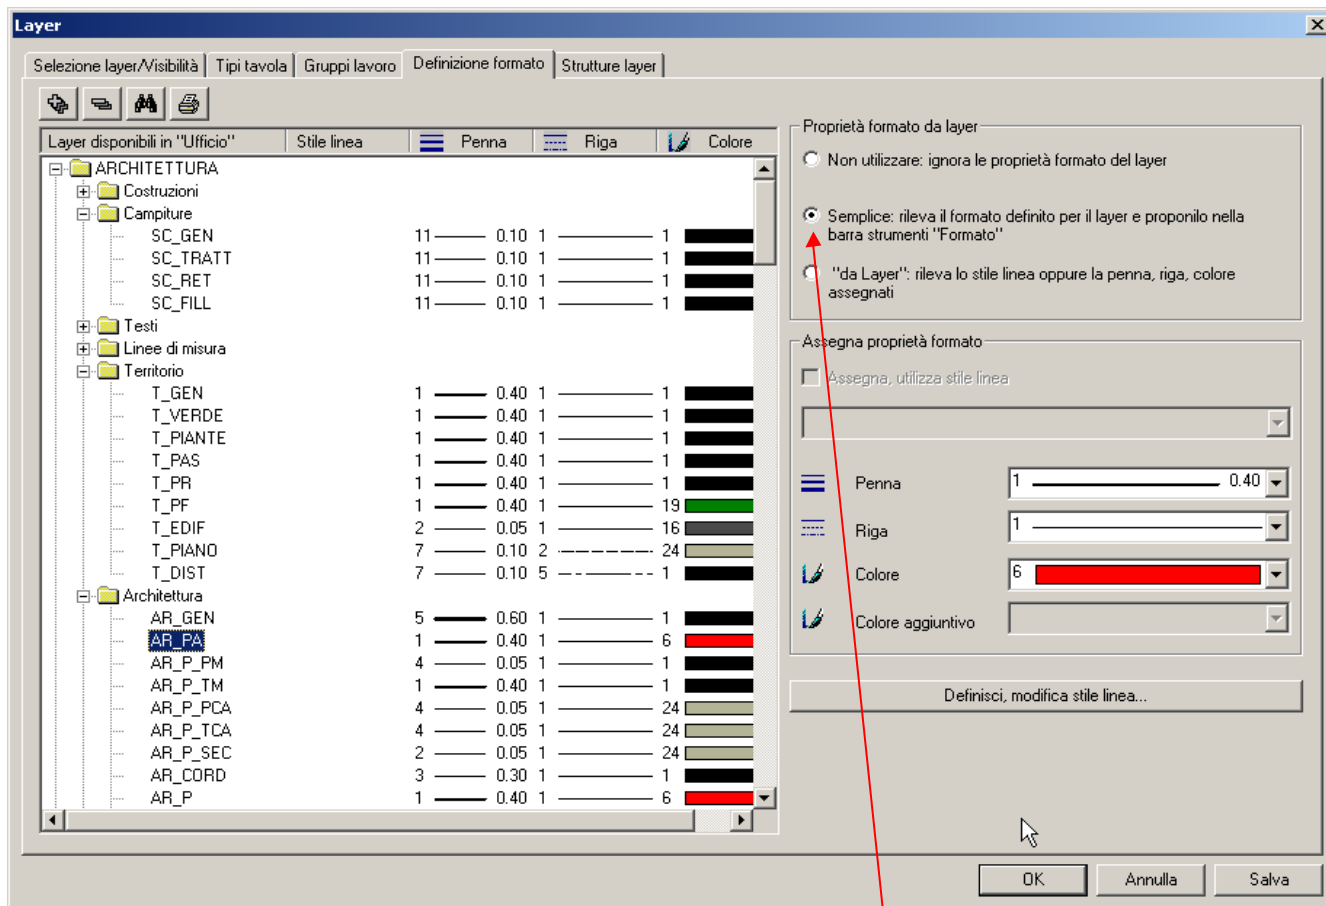 Layer
Selezione layer/Visibilità Tipi tavola Gruppi lavoro Definizione formato Strutture layer
Layer disponibili in "Ufficio" Stile linea Penna Riga Colore
ARCHITETTURA
Costruzioni
Campiture
SC_GEN 11 0.10 1 1
SC_TRATT 11 0.10 1 1
SC_RET 11 0.10 1 1
SC_FILL 11 0.10 1 1
Testi
Linee di misura
Territorio
T_GEN 1 0.40 1 1
T_VERDE 1 0.40 1 1
T_PIANTE 1 0.40 1 1
T_PAS 1 0.40 1 1
T_PR 1 0.40 1 1
T_PF 1 0.40 1 19
T_EDIF 2 0.05 1 16
T_PIANO 7 0.10 2 24
T_DIST 7 0.10 5 1
Architettura
AR_GEN 5 0.60 1 1
AR_PA 1 0.40 1 6
AR_P_PM 4 0.05 1 1
AR_P_TM 1 0.40 1 1
AR_P_PCA 4 0.05 1 24
AR_P_TCA 4 0.05 1 24
AR_P_SEC 2 0.05 1 24
AR_CORD 3 0.30 1 1
AR_P 1 0.40 1 6
Proprietà formato da layer
Non utilizzare: ignora le proprietà formato del layer
Semplice: rileva il formato definito per il layer e proponilo nella
barra strumenti "Formato"
"da Layer": rileva lo stile linea oppure la penna, riga, colore
assegnati
Assegna proprietà formato
Assegna, utilizza stile linea
Penna 1 0.40
Riga 1
Colore 6
Colore aggiuntivo
Definisci, modifica stile linea...
OK Annulla Salva